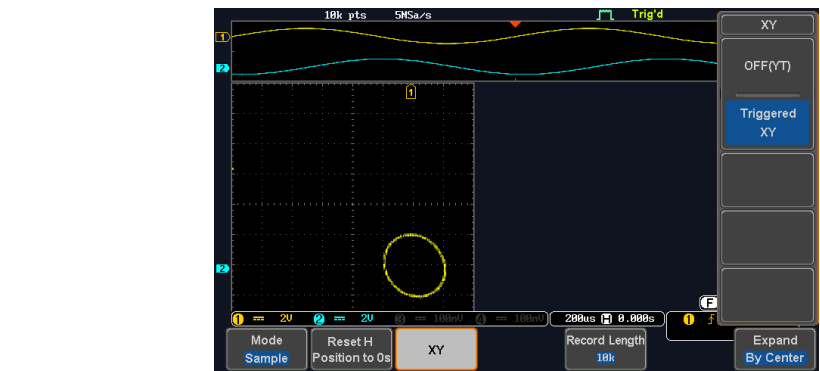 10k pts 5MSa/s Trig'd
XY
1
OFF(YT)
2
1
Triggered
XY
2
F
1 2V 2 2V 3 100mV 4 100mV 200us H 0.000s 1
Mode
Sample
Reset H
Position to 0s
XY
Record Length
10k
Expand
By Center